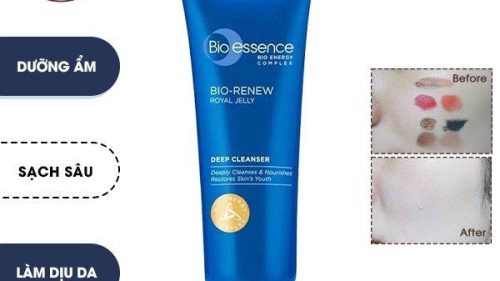 DƯỠNG ẨM
SẠCH SÂU
LÀM DỊU DA
Bio essence
BIO ENERGY
COMPLEX
BIO-RENEW
ROYAL JELLY
DEEP CLEANSER
Deeply Cleanses & Nourishes
Restores Skin's Youth
Before
After